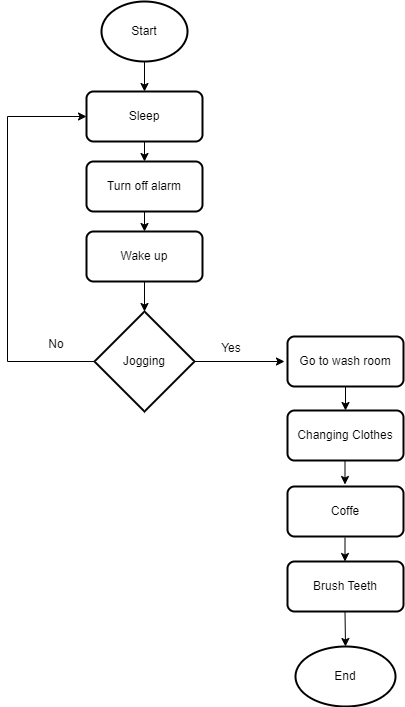 Start
Sleep
Turn off alarm
Wake up
Jogging
No
Yes
Go to wash room
Changing Clothes
Coffe
Brush Teeth
End